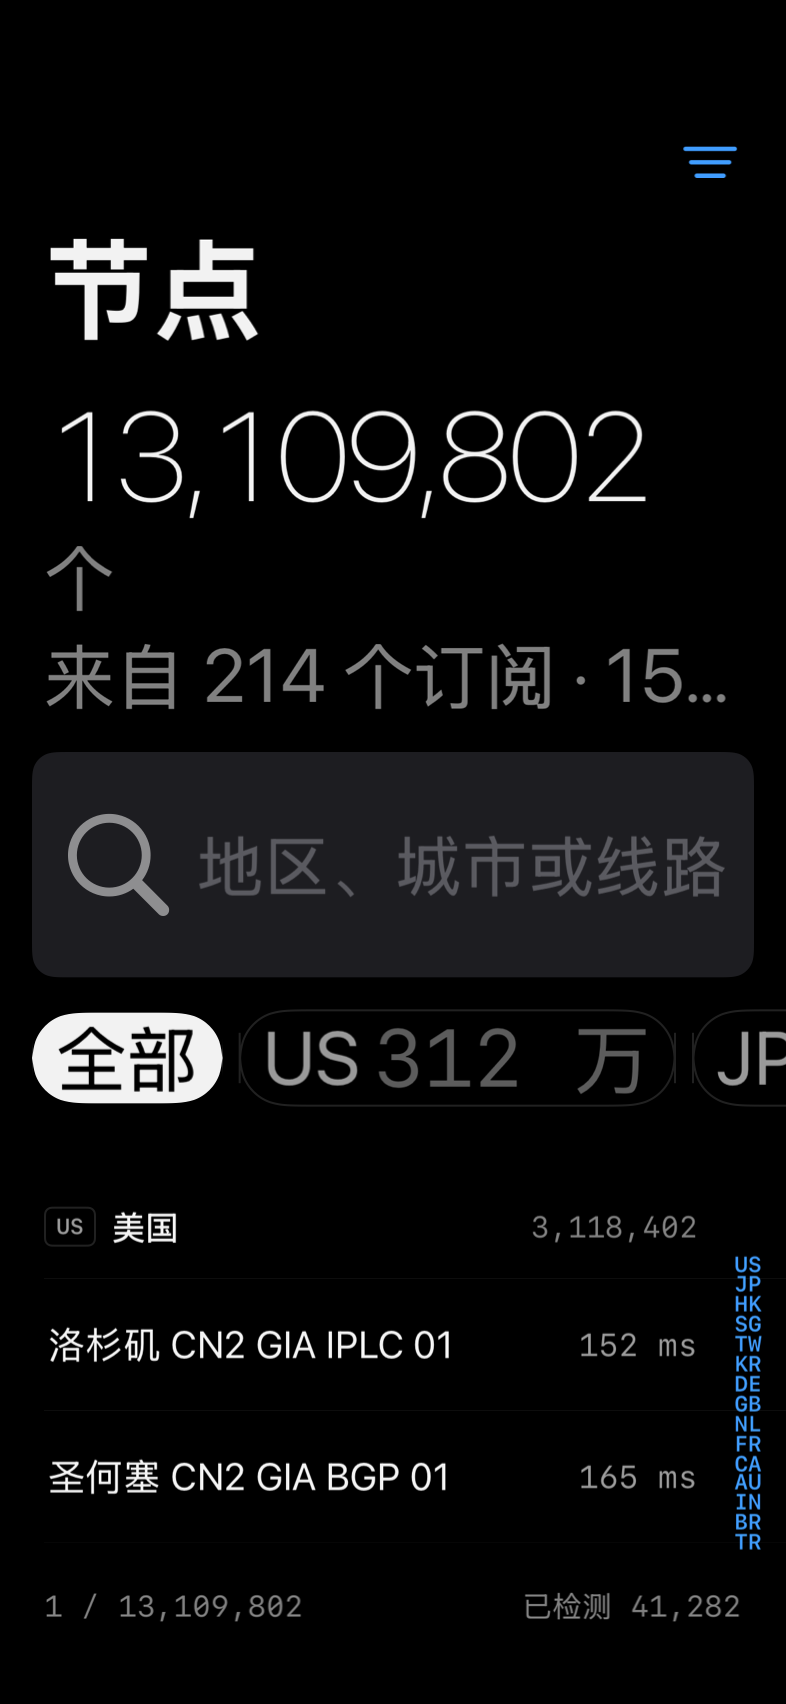 节点
13,109,802
个
来自 214 个订阅 · 15...
地区、城市或线路
全部 US 312 万 JP
US 美国 3,118,402
洛杉矶 CN2 GIA IPLC 01 152 ms
圣何塞 CN2 GIA BGP 01 165 ms
US
JP
HK
SG
TW
KR
DE
GB
NL
FR
CA
AU
IN
BR
TR
1 / 13,109,802 已检测 41,282